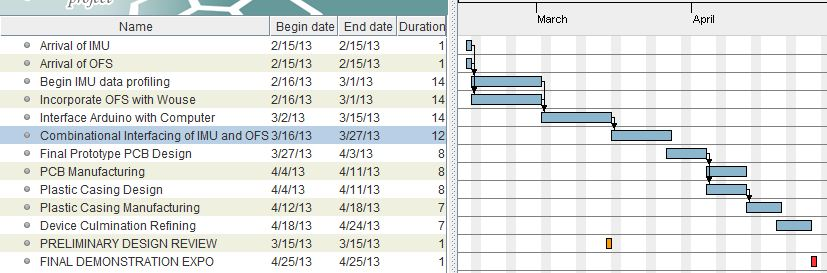 project
March April
Name Begin date End date Duration
Arrival of IMU 2/15/13 2/15/13 1
Arrival of OFS 2/15/13 2/15/13 1
Begin IMU data profiling 2/16/13 3/1/13 14
Incorporate OFS with Wouse 2/16/13 3/1/13 14
Interface Arduino with Computer 3/2/13 3/15/13 14
Combinational Interfacing of IMU and OFS 3/16/13 3/27/13 12
Final Prototype PCB Design 3/27/13 4/3/13 8
PCB Manufacturing 4/4/13 4/11/13 8
Plastic Casing Design 4/4/13 4/11/13 8
Plastic Casing Manufacturing 4/12/13 4/18/13 7
Device Culmination Refining 4/18/13 4/24/13 7
PRELIMINARY DESIGN REVIEW 3/15/13 3/15/13 1
FINAL DEMONSTRATION EXPO 4/25/13 4/25/13 1